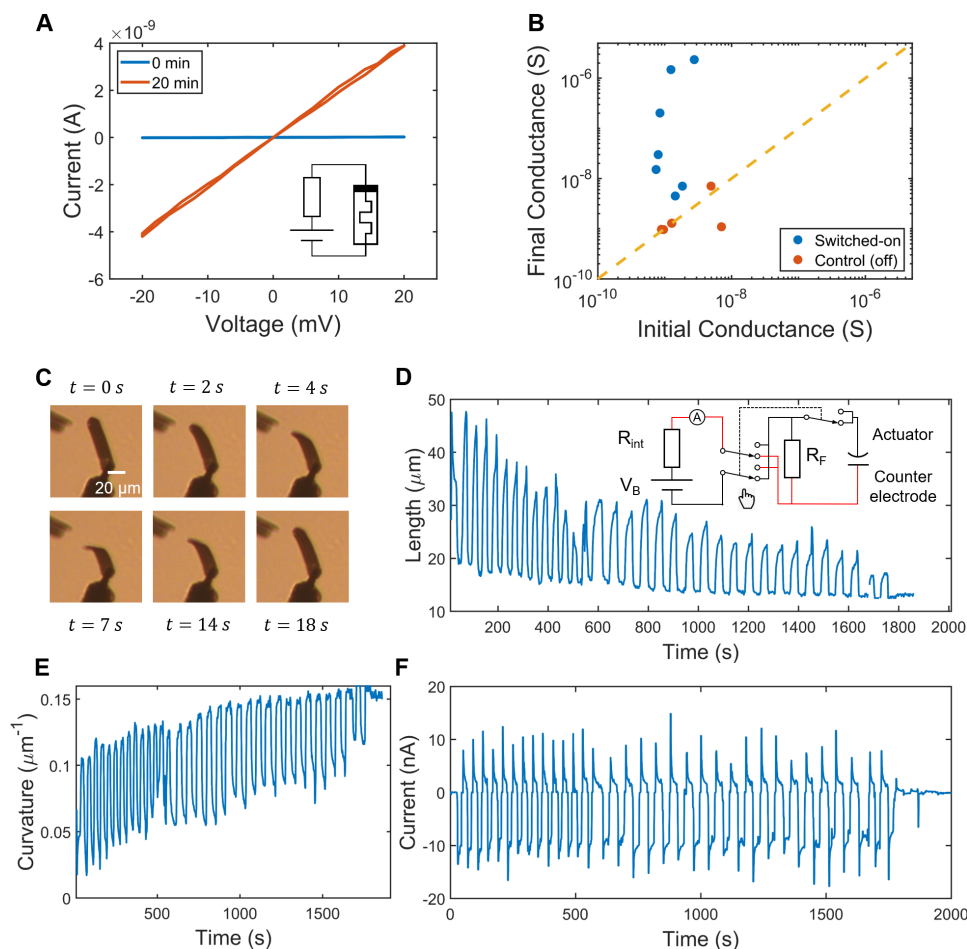 A
×10⁻⁹
4
2
0
-2
-4
-6
Current (A)
0 min
20 min
-20
-10
0
10
20
Voltage (mV)
B
10⁻⁶
10⁻⁸
10⁻¹⁰
Final Conductance (S)
Switched-on
Control (off)
10⁻¹⁰
10⁻⁸
10⁻⁶
Initial Conductance (S)
C
t = 0 s
t = 2 s
t = 4 s
20 μm
t = 7 s
t = 14 s
t = 18 s
D
50
40
30
20
10
Length (μm)
A
R_int
V_B
R_F
Actuator
Counter
electrode
200
400
600
800
1000
1200
1400
1600
1800
2000
Time (s)
E
0.15
0.1
0.05
0
Curvature (μm⁻¹)
500
1000
1500
Time (s)
F
20
10
0
-10
-20
Current (nA)
0
500
1000
1500
2000
Time (s)